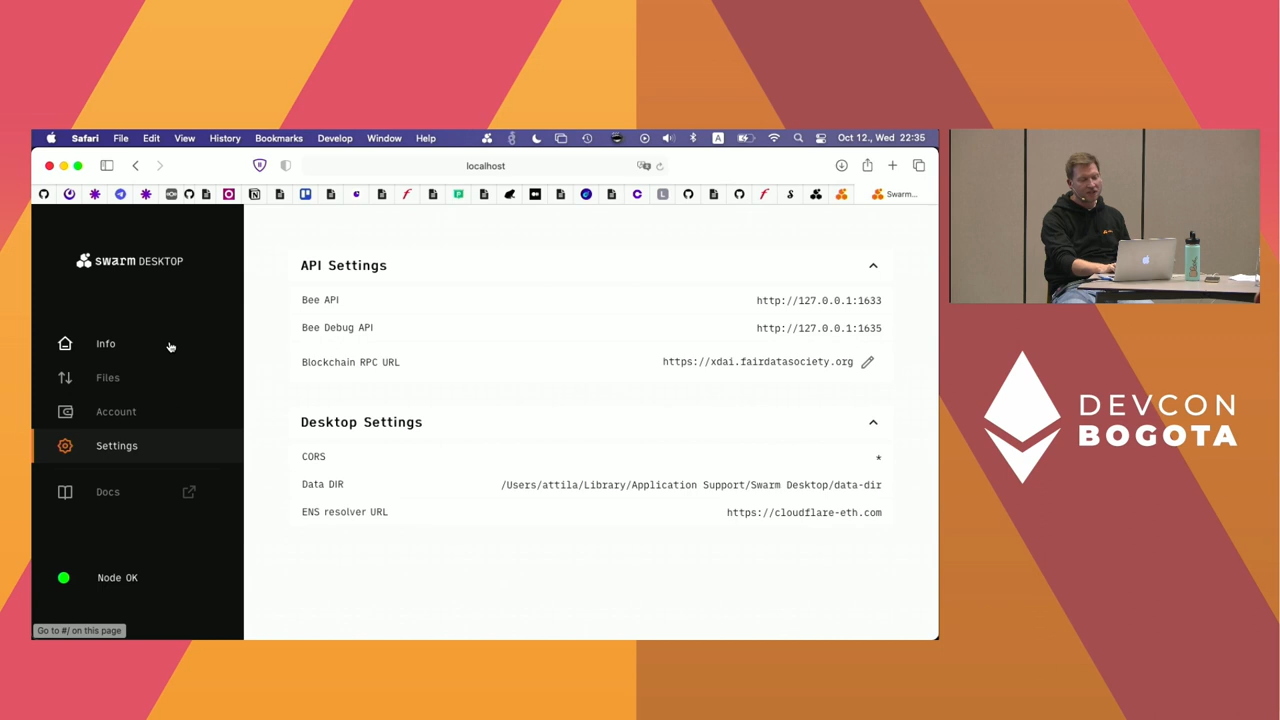 Safari File Edit View History Bookmarks Develop Window Help A Oct 12., Wed 22:35
localhost
Swarm...
swarm DESKTOP
Info
Files
Account
Settings
Docs
Node OK
Go to #/ on this page
API Settings
Bee API http://127.0.0.1:1633
Bee Debug API http://127.0.0.1:1635
Blockchain RPC URL https://xdai.fairdatasociety.org
Desktop Settings
CORS *
Data DIR /Users/attila/Library/Application Support/Swarm Desktop/data-dir
ENS resolver URL https://cloudflare-eth.com
DEVCON
BOGOTA